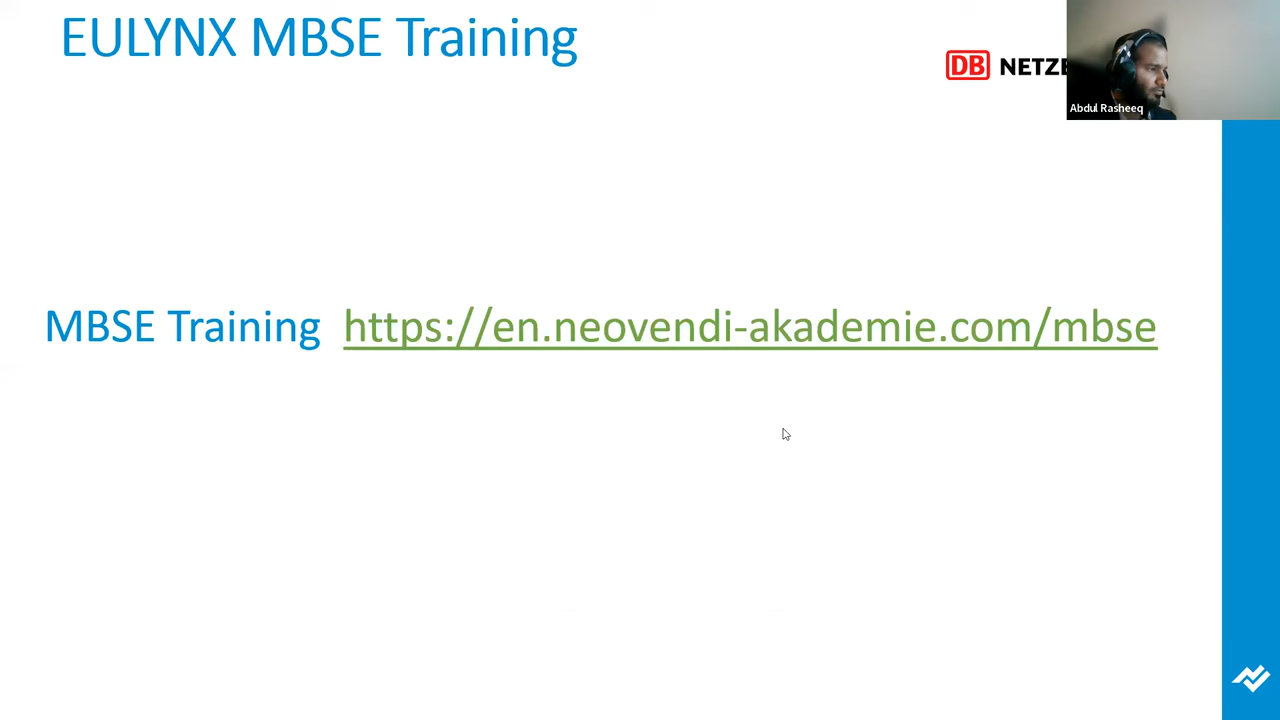 EULYNX MBSE Training
DB NETZE
Abdul Rasheeq
MBSE Training https://en.neovendi-akademie.com/mbse